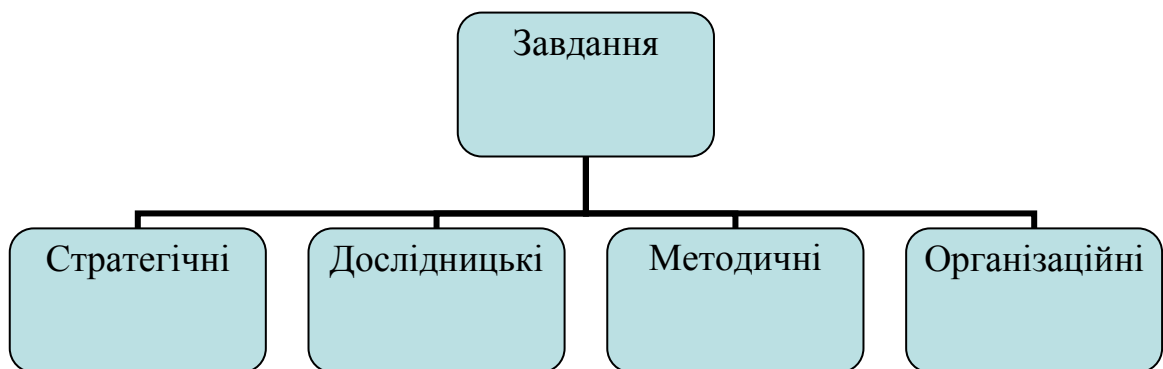 Завдання
Стратегічні
Дослідницькі
Методичні
Організаційні